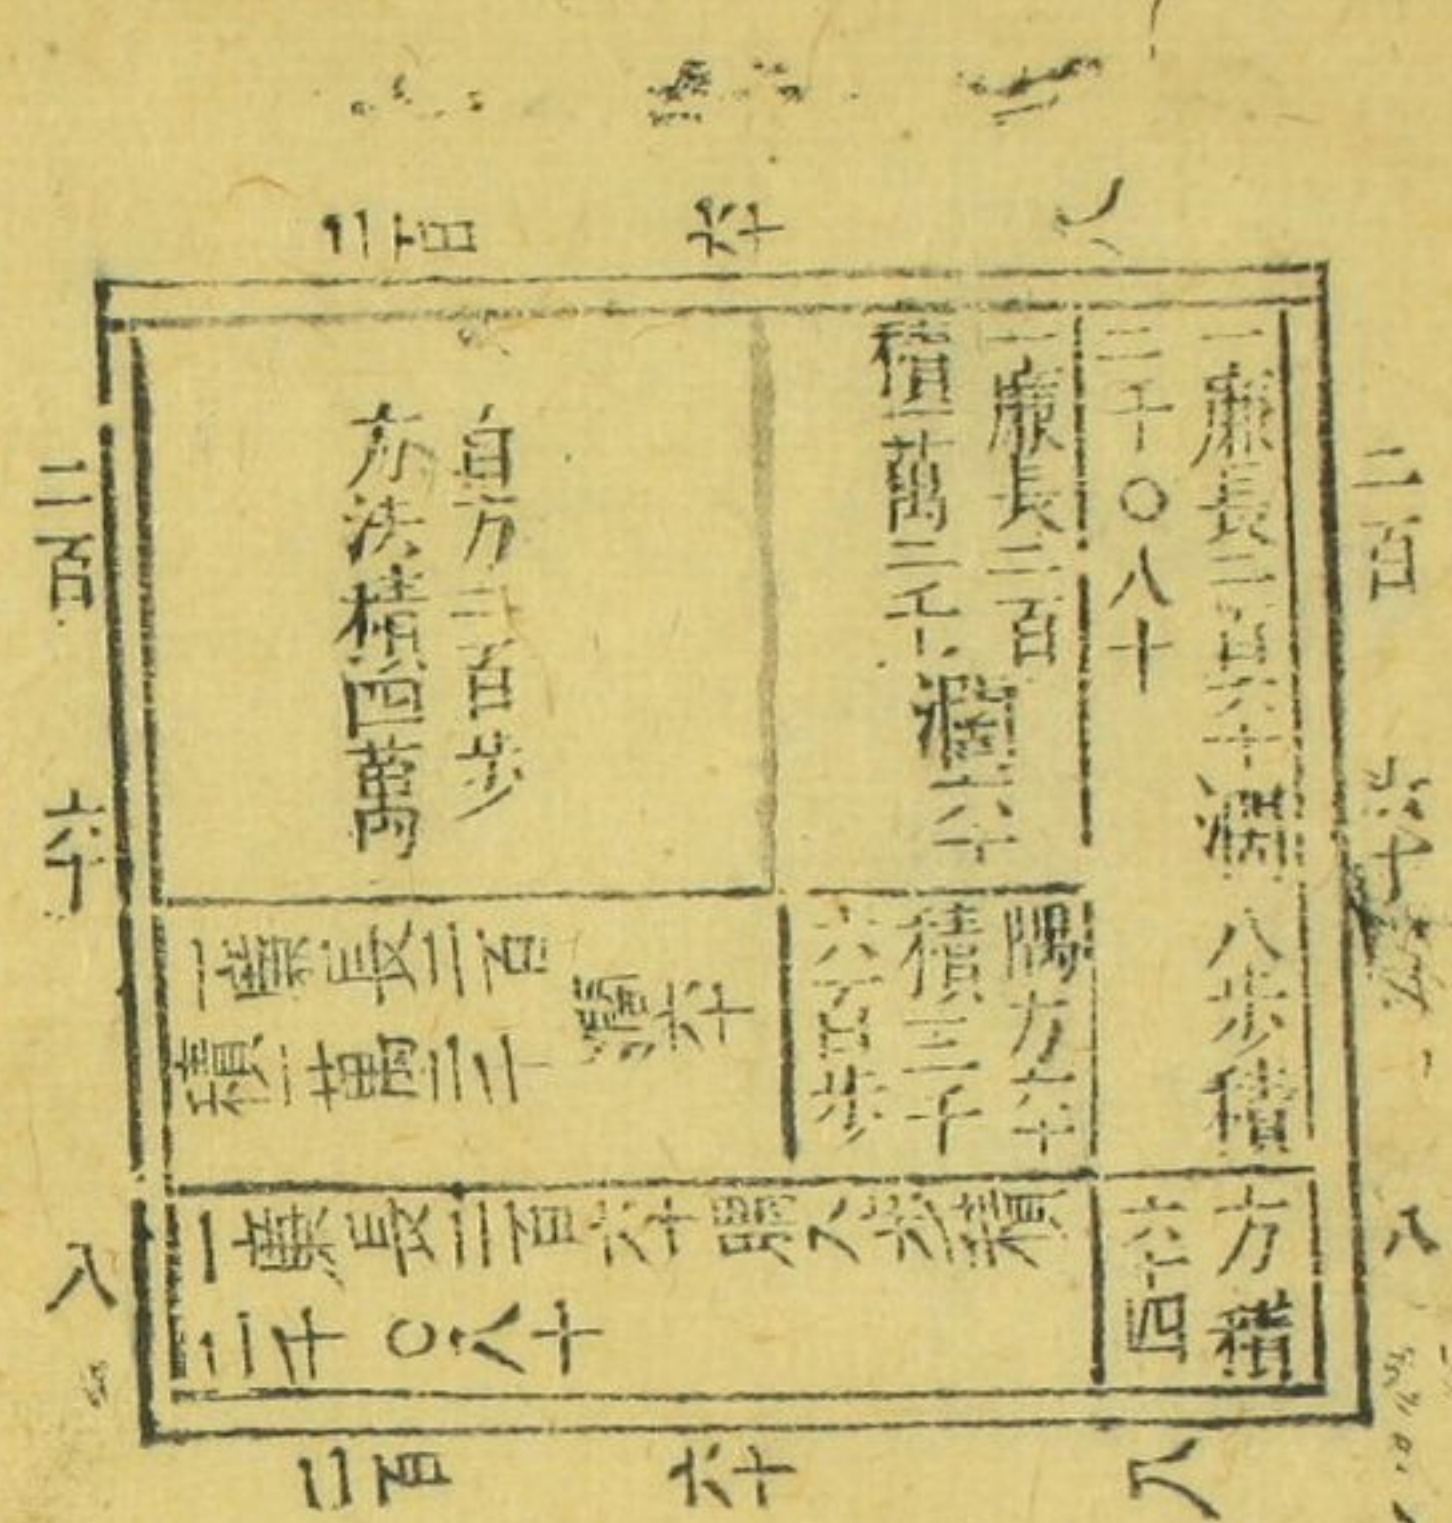 二百
六十
八
一廉長二百六十濶八步積
二千〇八十
一廉長二百濶六十
積一萬二千
自方二百步
方法積四萬
二百
六十
八
二百
六十
八
隅方六十
積三千
六百步
一廉長二百濶六十
積一萬二千
方積
六十四
一廉長二百六十濶八步積
二千〇八十
二百
六十
八